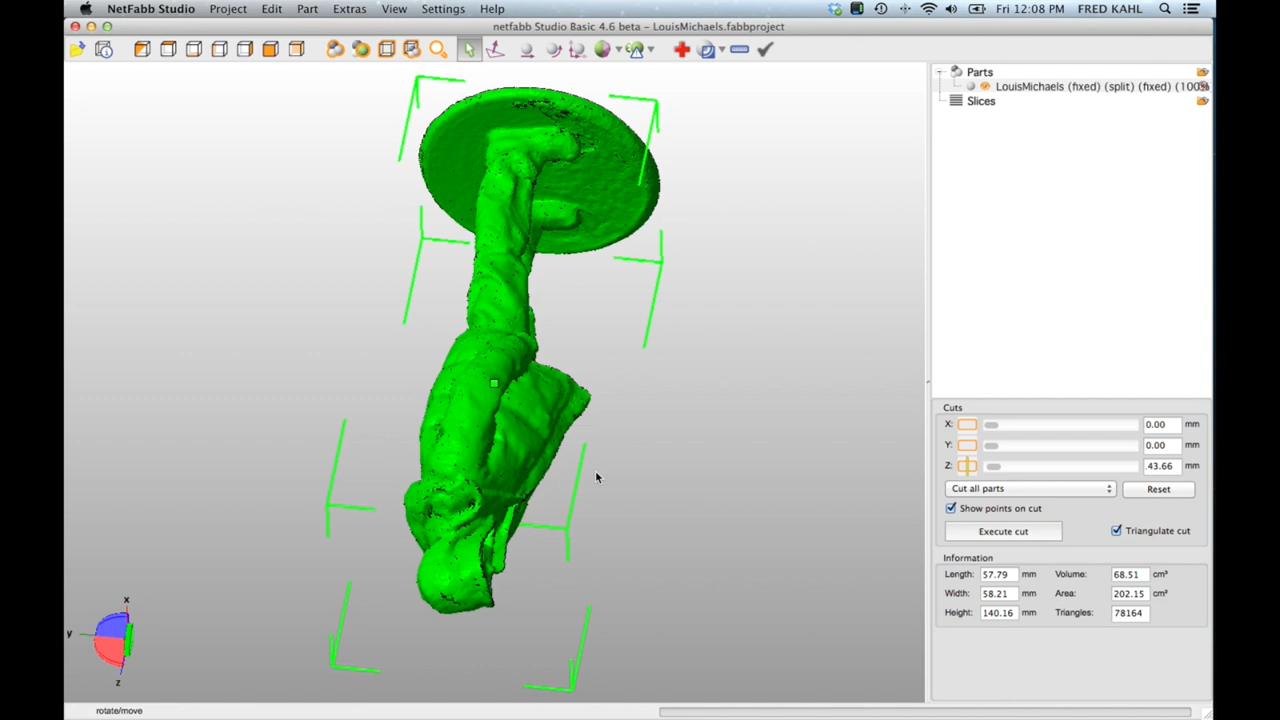 NetFabb Studio Project Edit Part Extras View Settings Help Fri 12:08 PM FRED KAHL
netfabb Studio Basic 4.6 beta – LouisMichaels.fabbproject
Parts
LouisMichaels (fixed) (split) (fixed) (100%
Slices
Cuts
X: 0.00 mm
Y: 0.00 mm
Z: 43.66 mm
Cut all parts Reset
Show points on cut
Execute cut Triangulate cut
Information
Length: 57.79 mm Volume: 68.51 cm³
Width: 58.21 mm Area: 202.15 cm²
Height: 140.16 mm Triangles: 78164
x
y
z
rotate/move